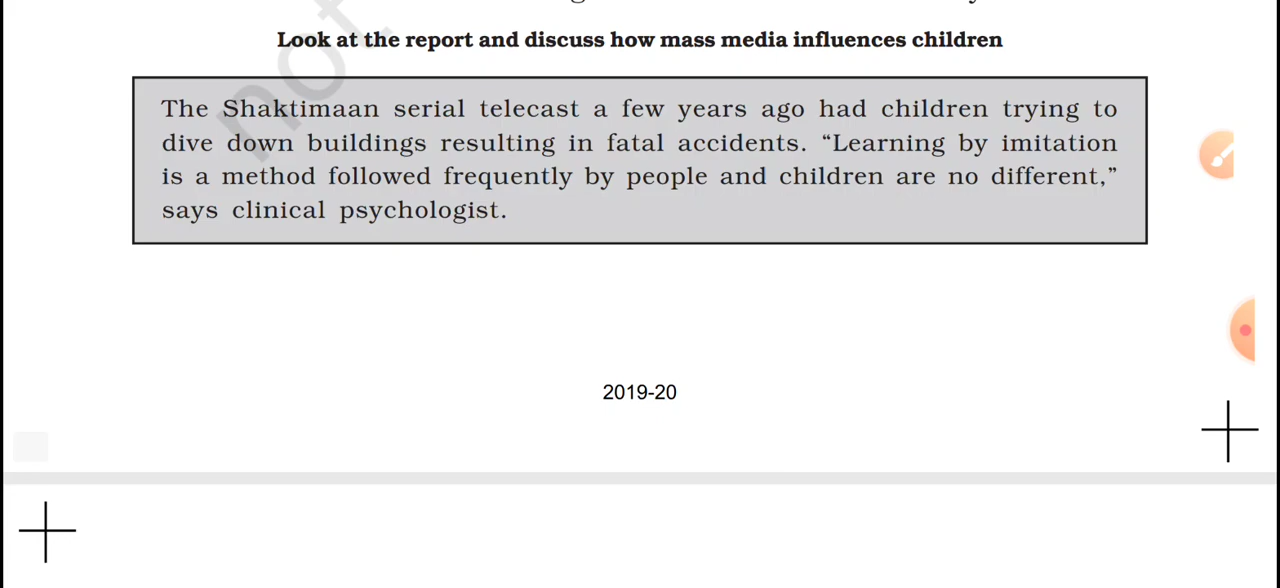 Look at the report and discuss how mass media influences children
The Shaktimaan serial telecast a few years ago had children trying to
dive down buildings resulting in fatal accidents. “Learning by imitation
is a method followed frequently by people and children are no different,”
says clinical psychologist.
2019-20